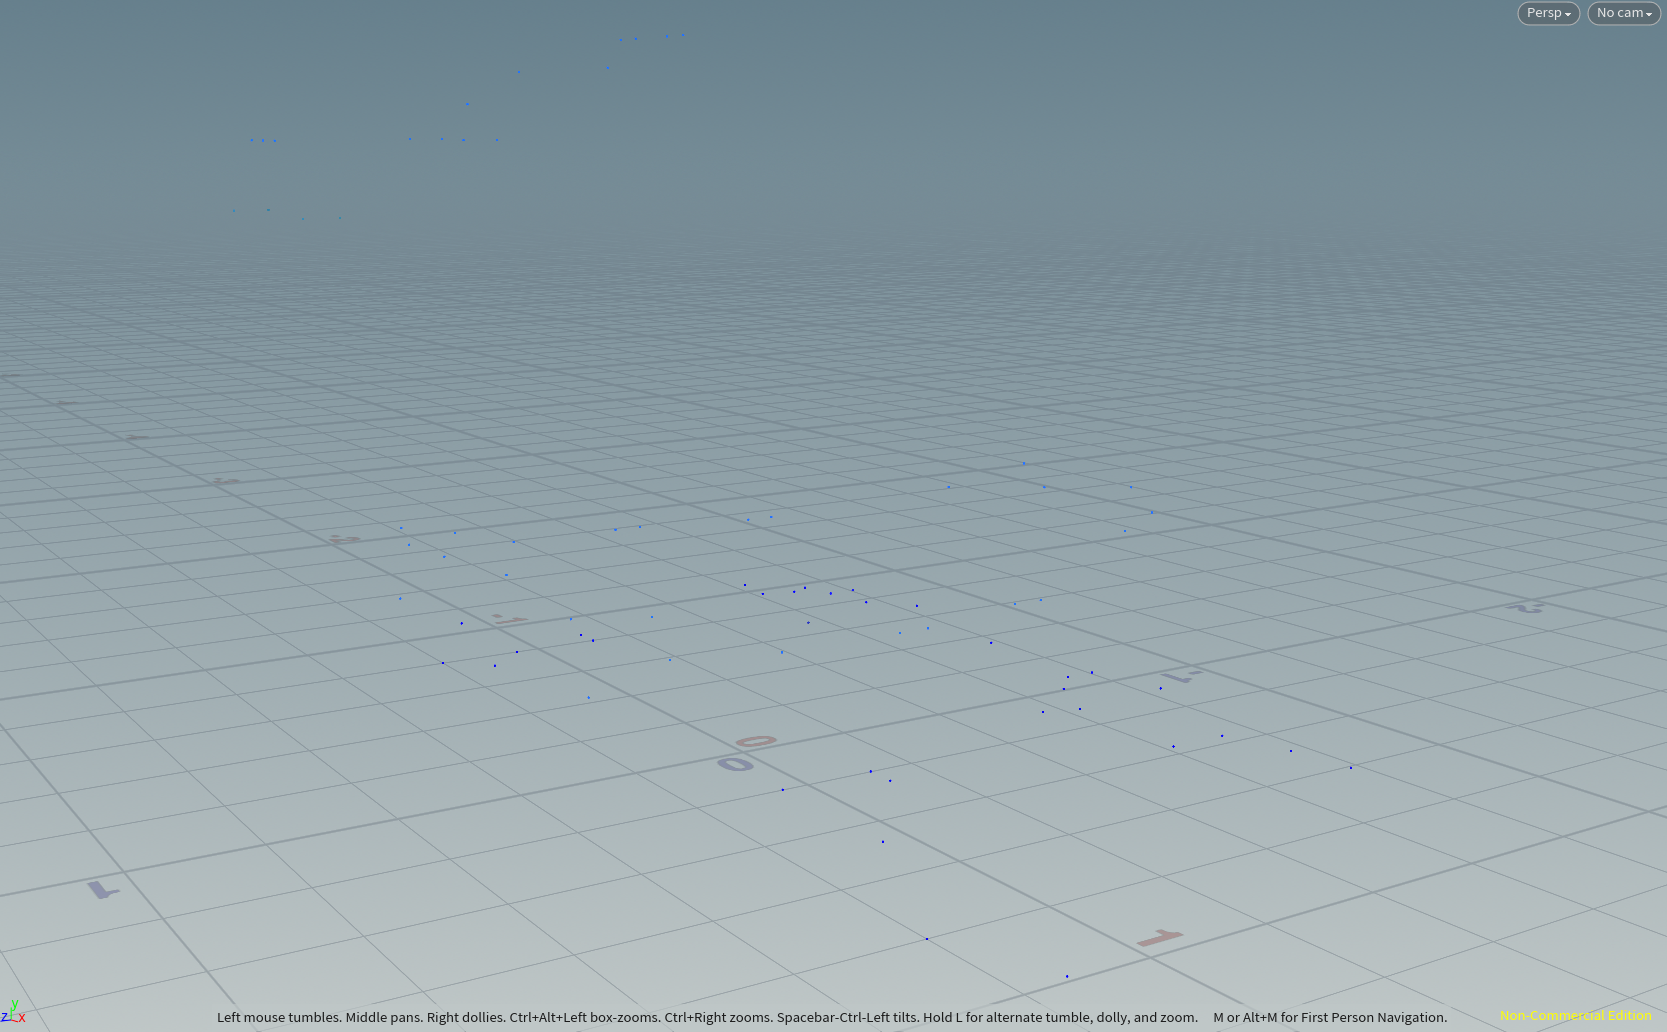 Persp
No cam
2
1
0
0
1
1
Left mouse tumbles. Middle pans. Right dollies. Ctrl+Alt+Left box-zooms. Ctrl+Right zooms. Spacebar-Ctrl-Left tilts. Hold L for alternate tumble, dolly, and zoom. M or Alt+M for First Person Navigation.
Non-Commercial Edition
y
z x